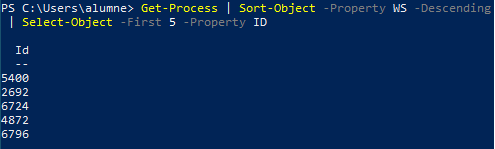 PS C:\Users\alumne> Get-Process | Sort-Object -Property WS -Descending
| Select-Object -First 5 -Property ID
Id
--
5400
2692
6724
4872
6796